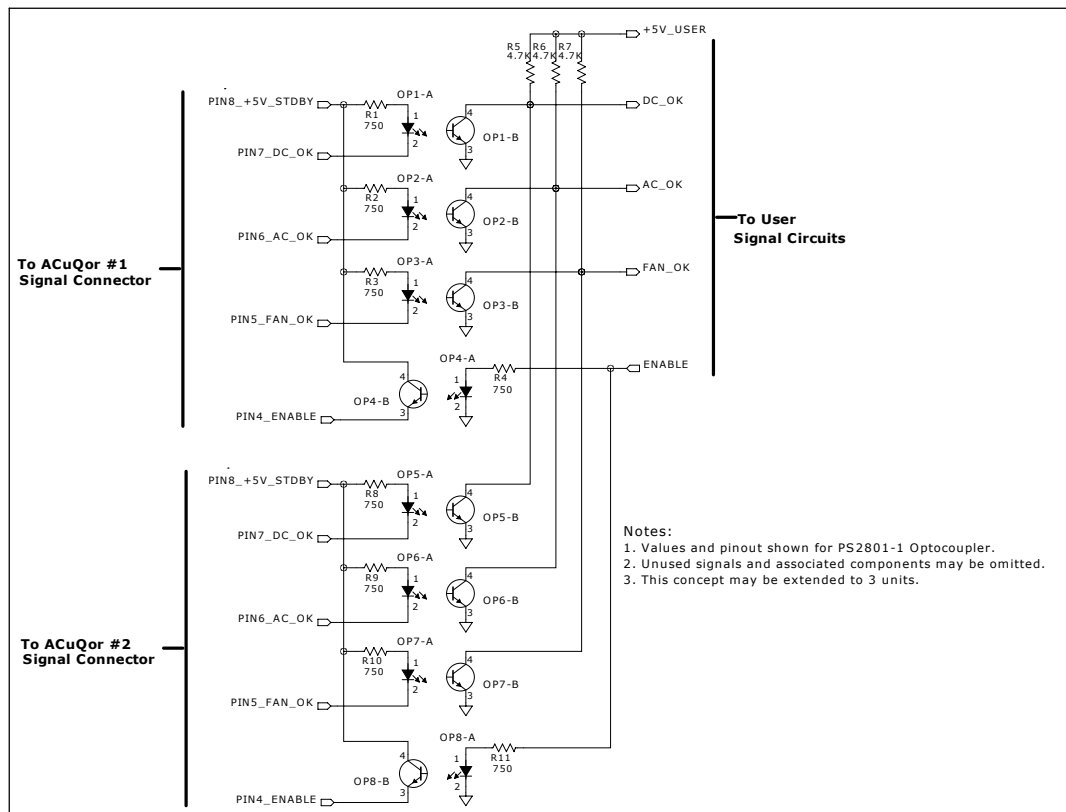 +5V_USER
R5 R6 R7
4.7K 4.7K 4.7K
PIN8_+5V_STDBY
R1
750
OP1-A
1
2
4
3
OP1-B
DC_OK
PIN7_DC_OK
R2
750
OP2-A
1
2
4
3
OP2-B
AC_OK
PIN6_AC_OK
To ACuQor #1
Signal Connector
To User
Signal Circuits
R3
750
OP3-A
1
2
4
3
OP3-B
FAN_OK
PIN5_FAN_OK
4
3
OP4-B
OP4-A
1
2
R4
750
ENABLE
PIN4_ENABLE
PIN8_+5V_STDBY
R8
750
OP5-A
1
2
4
3
OP5-B
PIN7_DC_OK
R9
750
OP6-A
1
2
4
3
OP6-B
PIN6_AC_OK
To ACuQor #2
Signal Connector
R10
750
OP7-A
1
2
4
3
OP7-B
PIN5_FAN_OK
4
3
OP8-B
OP8-A
1
2
R11
750
PIN4_ENABLE
Notes:
1. Values and pinout shown for PS2801-1 Optocoupler.
2. Unused signals and associated components may be omitted.
3. This concept may be extended to 3 units.